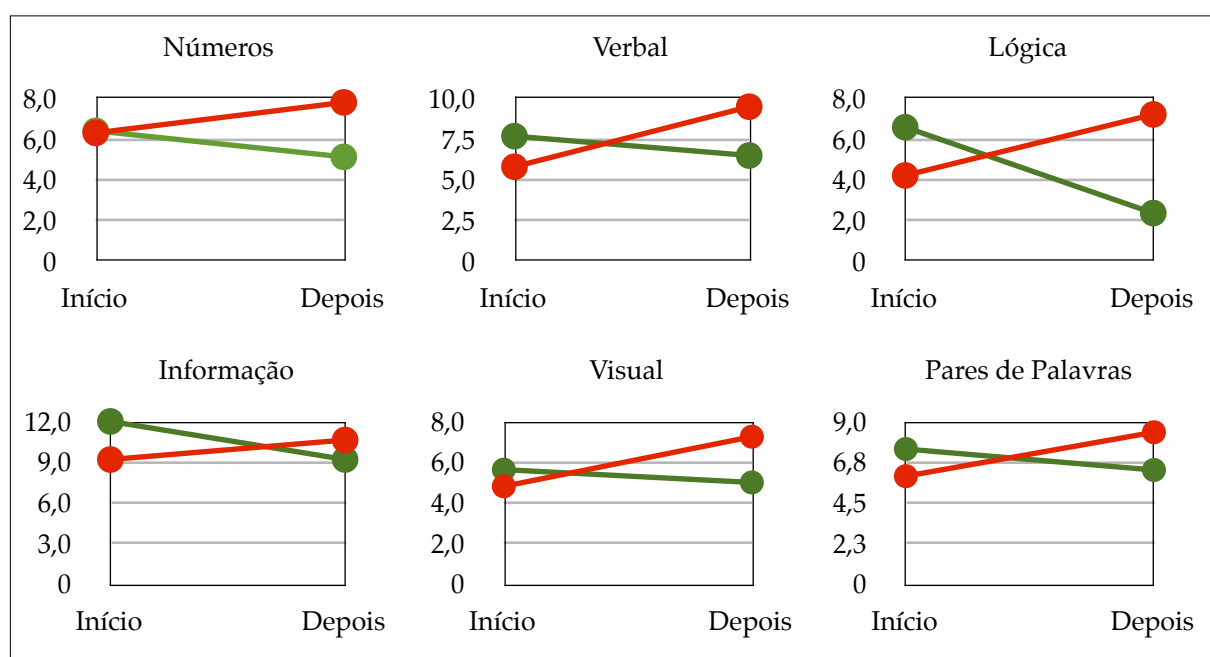 Números
8,0
6,0
4,0
2,0
0
Início Depois
Verbal
10,0
7,5
5,0
2,5
0
Início Depois
Lógica
8,0
6,0
4,0
2,0
0
Início Depois
Informação
12,0
9,0
6,0
3,0
0
Início Depois
Visual
8,0
6,0
4,0
2,0
0
Início Depois
Pares de Palavras
9,0
6,8
4,5
2,3
0
Início Depois